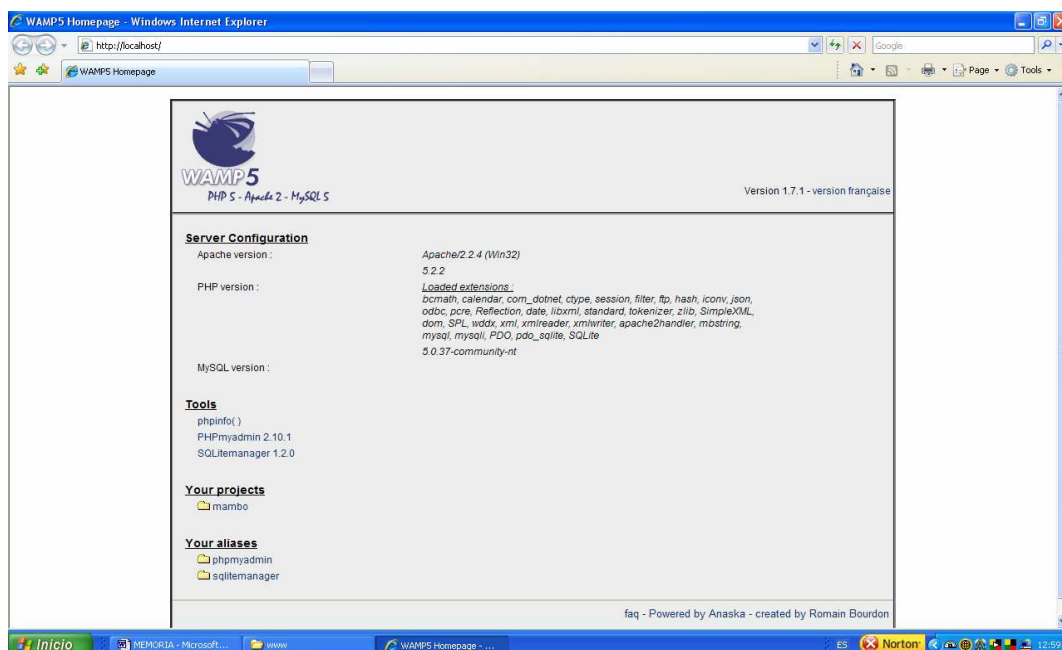 WAMP5 Homepage - Windows Internet Explorer
http://localhost/
Google
WAMP5 Homepage
Page
Tools
WAMP5
PHP 5 - Apache 2 - MySQL 5
Version 1.7.1 - version française
Server Configuration
Apache version :
Apache/2.2.4 (Win32)
5.2.2
PHP version :
Loaded extensions :
bcmath, calendar, com_dotnet, ctype, session, filter, ftp, hash, iconv, json,
odbc, pcre, Reflection, date, libxml, standard, tokenizer, zlib, SimpleXML,
dom, SPL, wddx, xml, xmlreader, xmlwriter, apache2handler, mbstring,
mysql, mysqli, PDO, pdo_sqlite, SQLite
5.0.37-community-nt
MySQL version :
Tools
phpinfo( )
PHPmyadmin 2.10.1
SQLitemanager 1.2.0
Your projects
mambo
Your aliases
phpmyadmin
sqlitemanager
faq - Powered by Anaska - created by Romain Bourdon
Inicio
MEMORIA - Microsoft...
www
WAMP5 Homepage - ...
ES
Norton
12:59